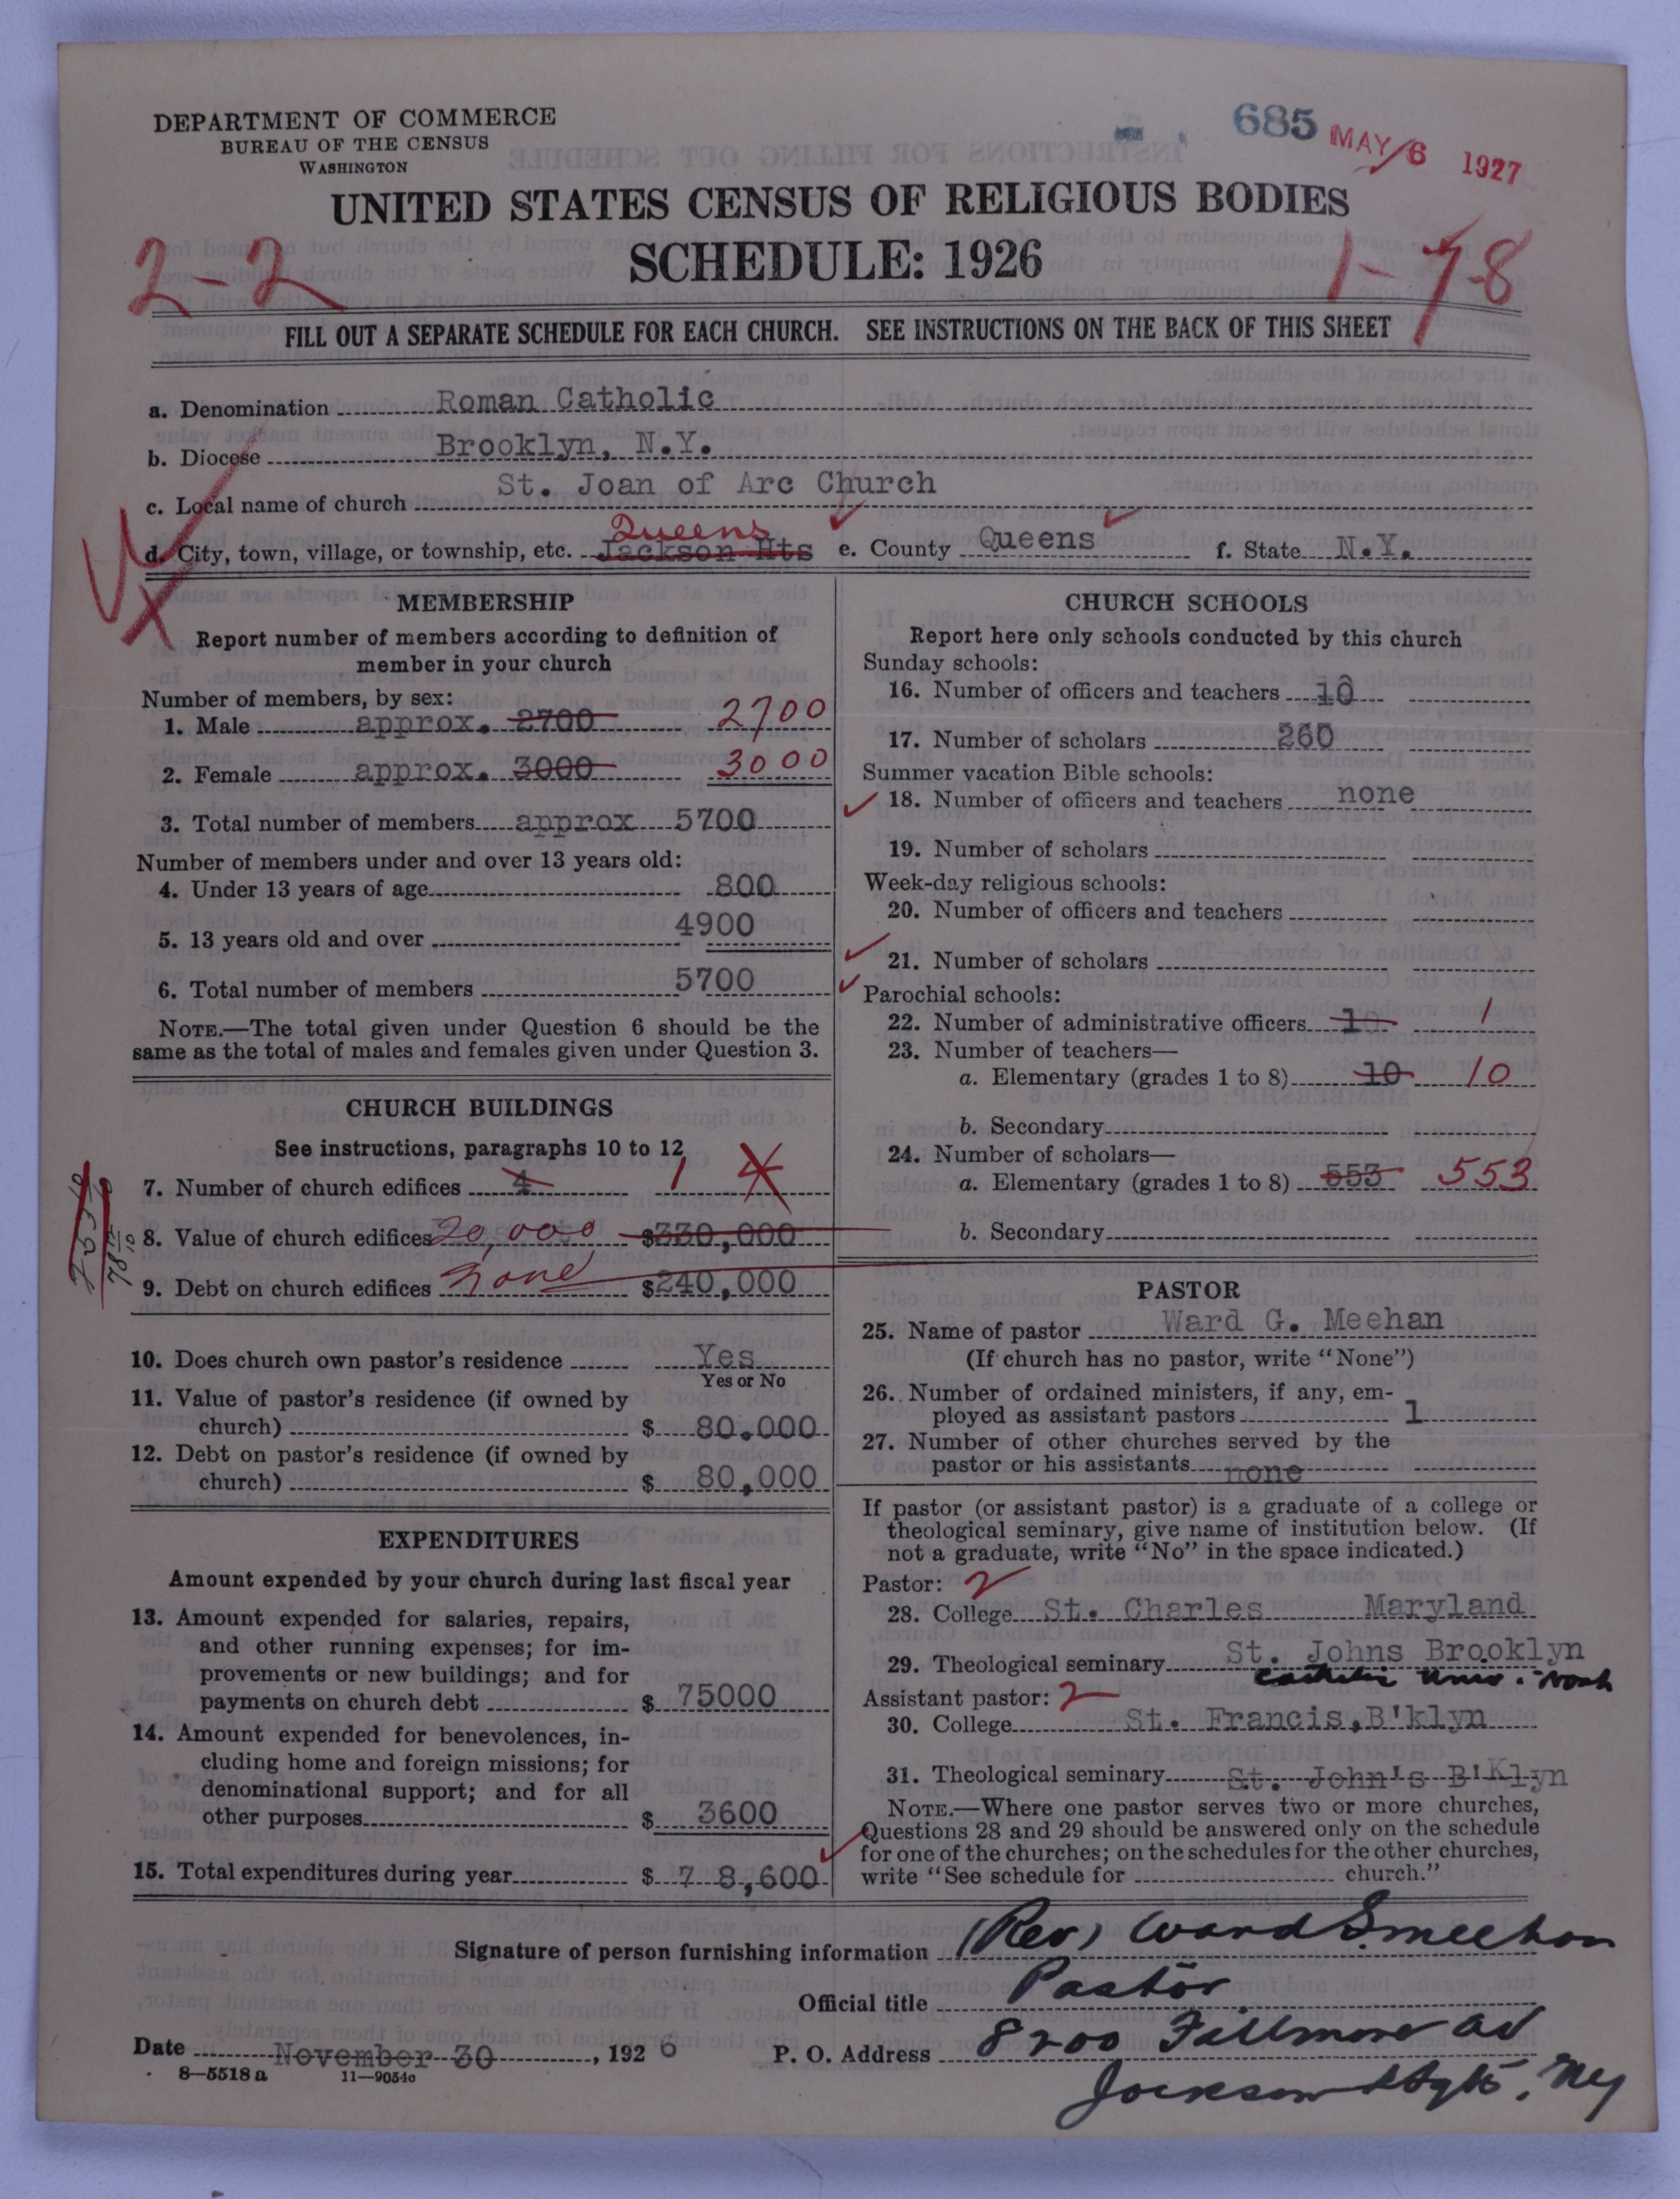 DEPARTMENT OF COMMERCE
BUREAU OF THE CENSUS
WASHINGTON
685 MAY 6 1927
UNITED STATES CENSUS OF RELIGIOUS BODIES
SCHEDULE: 1926
2-2
1-78
FILL OUT A SEPARATE SCHEDULE FOR EACH CHURCH. SEE INSTRUCTIONS ON THE BACK OF THIS SHEET
a. Denomination Roman Catholic
b. Diocese Brooklyn, N.Y.
c. Local name of church St. Joan of Arc Church
Queens
d. City, town, village, or township, etc. Jackson Hts e. County Queens f. State N.Y.
MEMBERSHIP
Report number of members according to definition of
member in your church
Number of members, by sex:
1. Male approx. 2700 2700
2. Female approx. 3000 3000
3. Total number of members approx 5700
Number of members under and over 13 years old:
4. Under 13 years of age 800
5. 13 years old and over 4900
6. Total number of members 5700
NOTE.—The total given under Question 6 should be the
same as the total of males and females given under Question 3.
CHURCH BUILDINGS
See instructions, paragraphs 10 to 12
7. Number of church edifices 1 1
8. Value of church edifices 20,000 $330,000
9. Debt on church edifices none $240,000
10. Does church own pastor's residence Yes
Yes or No
11. Value of pastor's residence (if owned by
church) $ 80.000
12. Debt on pastor's residence (if owned by
church) $ 80,000
EXPENDITURES
Amount expended by your church during last fiscal year
13. Amount expended for salaries, repairs,
and other running expenses; for im-
provements or new buildings; and for
payments on church debt $ 75000
14. Amount expended for benevolences, in-
cluding home and foreign missions; for
denominational support; and for all
other purposes $ 3600
15. Total expenditures during year $ 7 8,600
CHURCH SCHOOLS
Report here only schools conducted by this church
Sunday schools:
16. Number of officers and teachers 10
17. Number of scholars 260
Summer vacation Bible schools:
18. Number of officers and teachers none
19. Number of scholars
Week-day religious schools:
20. Number of officers and teachers
21. Number of scholars
Parochial schools:
22. Number of administrative officers 1
23. Number of teachers—
a. Elementary (grades 1 to 8) 10 10
b. Secondary
24. Number of scholars—
a. Elementary (grades 1 to 8) 553 553
b. Secondary
PASTOR
25. Name of pastor Ward G. Meehan
(If church has no pastor, write "None")
26. Number of ordained ministers, if any, em-
ployed as assistant pastors 1
27. Number of other churches served by the
pastor or his assistants none
If pastor (or assistant pastor) is a graduate of a college or
theological seminary, give name of institution below. (If
not a graduate, write "No" in the space indicated.)
Pastor: 2
28. College St. Charles Maryland
29. Theological seminary St. Johns Brooklyn
Catholic Univ. Wash
Assistant pastor: 2
30. College St. Francis, B'klyn
31. Theological seminary St. John's B'Klyn
NOTE.—Where one pastor serves two or more churches,
Questions 28 and 29 should be answered only on the schedule
for one of the churches; on the schedules for the other churches,
write "See schedule for church."
Signature of person furnishing information (Rev) Ward G. Meehan
Official title Pastor
Date November 30, 1926 P. O. Address 8200 Fillmore Av
Jackson Hgts, NY
8—5518a 11—9054c